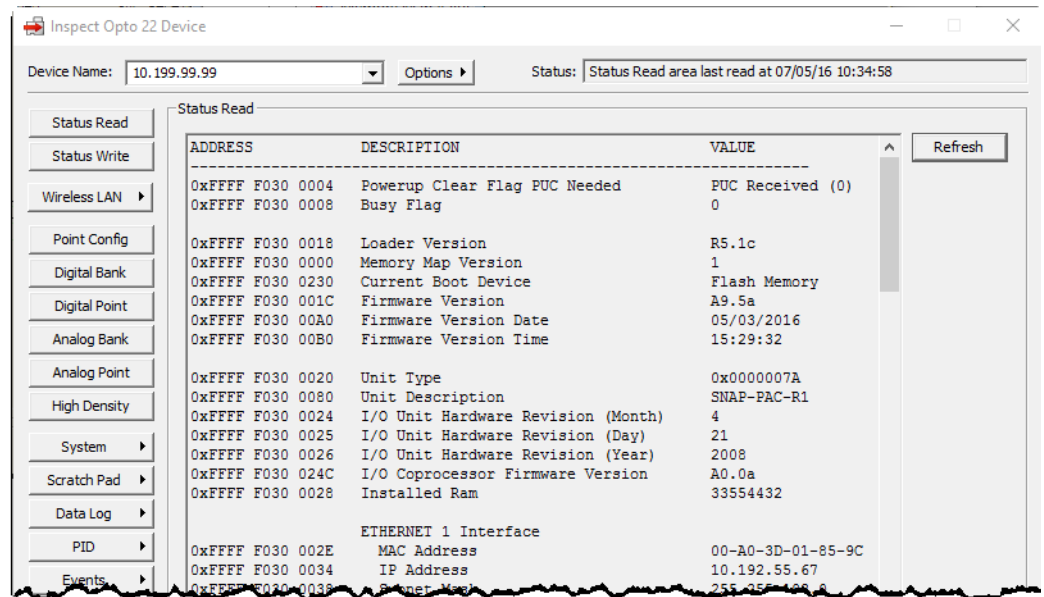 Inspect Opto 22 Device
Device Name: 10.199.99.99 Options Status: Status Read area last read at 07/05/16 10:34:58
Status Read
Status Write
Wireless LAN
Point Config
Digital Bank
Digital Point
Analog Bank
Analog Point
High Density
System
Scratch Pad
Data Log
PID
Events
Status Read
Refresh
ADDRESS DESCRIPTION VALUE
0xFFFF F030 0004 Powerup Clear Flag PUC Needed PUC Received (0)
0xFFFF F030 0008 Busy Flag 0
0xFFFF F030 0018 Loader Version R5.1c
0xFFFF F030 0000 Memory Map Version 1
0xFFFF F030 0230 Current Boot Device Flash Memory
0xFFFF F030 001C Firmware Version A9.5a
0xFFFF F030 00A0 Firmware Version Date 05/03/2016
0xFFFF F030 00B0 Firmware Version Time 15:29:32
0xFFFF F030 0020 Unit Type 0x0000007A
0xFFFF F030 0080 Unit Description SNAP-PAC-R1
0xFFFF F030 0024 I/O Unit Hardware Revision (Month) 4
0xFFFF F030 0025 I/O Unit Hardware Revision (Day) 21
0xFFFF F030 0026 I/O Unit Hardware Revision (Year) 2008
0xFFFF F030 024C I/O Coprocessor Firmware Version A0.0a
0xFFFF F030 0028 Installed Ram 33554432
ETHERNET 1 Interface
0xFFFF F030 002E MAC Address 00-A0-3D-01-85-9C
0xFFFF F030 0034 IP Address 10.192.55.67